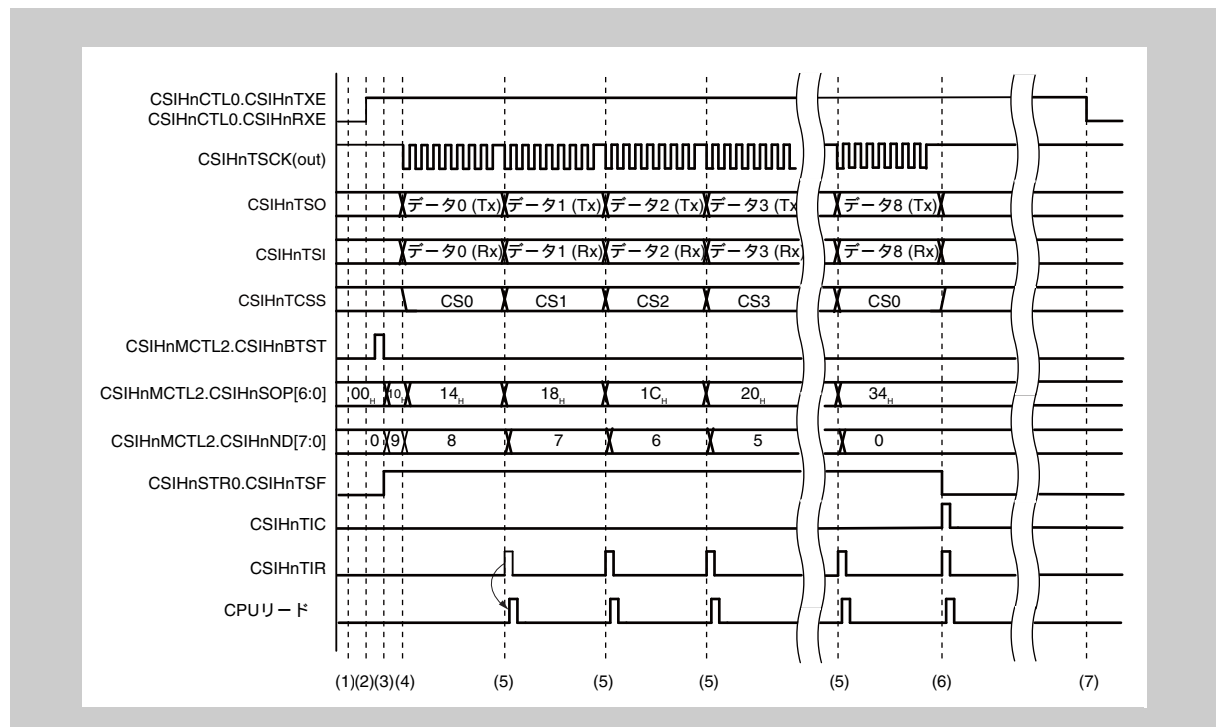 CSIHnCTL0.CSIHnTXE
CSIHnCTL0.CSIHnRXE
CSIHnTSCK(out)
CSIHnTSO データ0 (Tx) データ1 (Tx) データ2 (Tx) データ3 (Tx データ8 (Tx)
CSIHnTSI データ0 (Rx) データ1 (Rx) データ2 (Rx) データ3 (Rx) データ8 (Rx)
CSIHnTCSS CS0 CS1 CS2 CS3 CS0
CSIHnMCTL2.CSIHnBTST
CSIHnMCTL2.CSIHnSOP[6:0] 00H 10H 14H 18H 1CH 20H 34H
CSIHnMCTL2.CSIHnND[7:0] 0 9 8 7 6 5 0
CSIHnSTR0.CSIHnTSF
CSIHnTIC
CSIHnTIR
CPUリード
(1)(2)(3)(4) (5) (5) (5) (5) (6) (7)